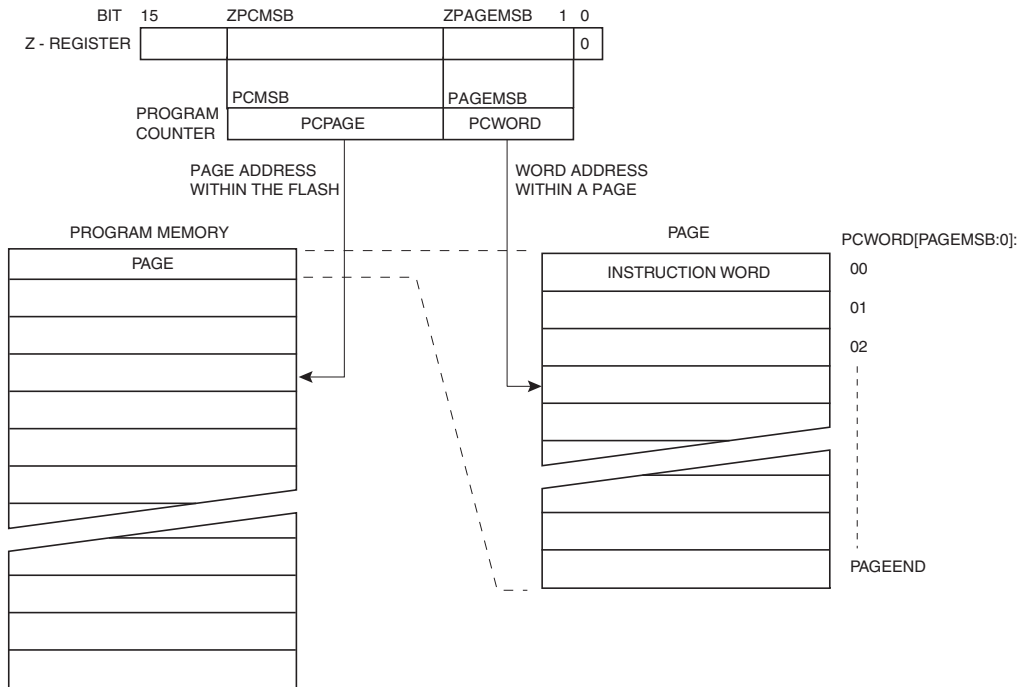 BIT 15 ZPCMSB ZPAGEMSB 1 0
Z - REGISTER 0
PCMSB PAGEMSB
PROGRAM
COUNTER
PCPAGE PCWORD
PAGE ADDRESS
WITHIN THE FLASH
WORD ADDRESS
WITHIN A PAGE
PROGRAM MEMORY
PAGE
PAGE
PCWORD[PAGEMSB:0]:
INSTRUCTION WORD
00
01
02
PAGEEND